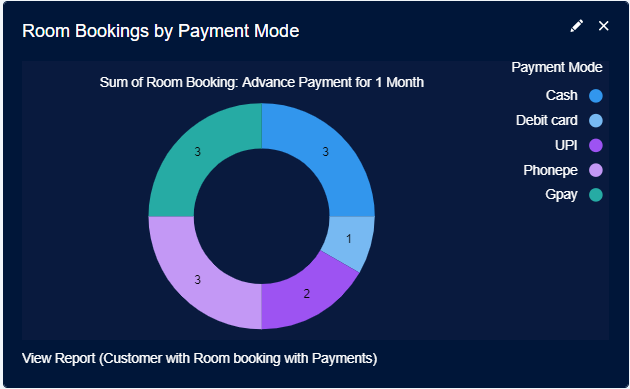 Room Bookings by Payment Mode
Sum of Room Booking: Advance Payment for 1 Month
Payment Mode
Cash
Debit card
UPI
Phonepe
Gpay
3
3
1
3
2
View Report (Customer with Room booking with Payments)